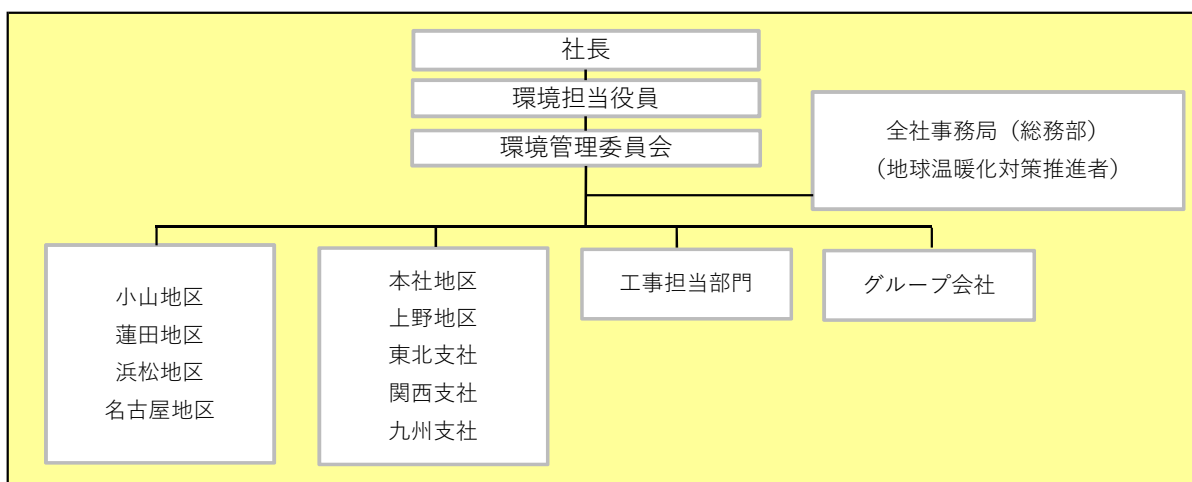 社長
環境担当役員
環境管理委員会
全社事務局（総務部）
（地球温暖化対策推進者）
小山地区
蓮田地区
浜松地区
名古屋地区
本社地区
上野地区
東北支社
関西支社
九州支社
工事担当部門
グループ会社